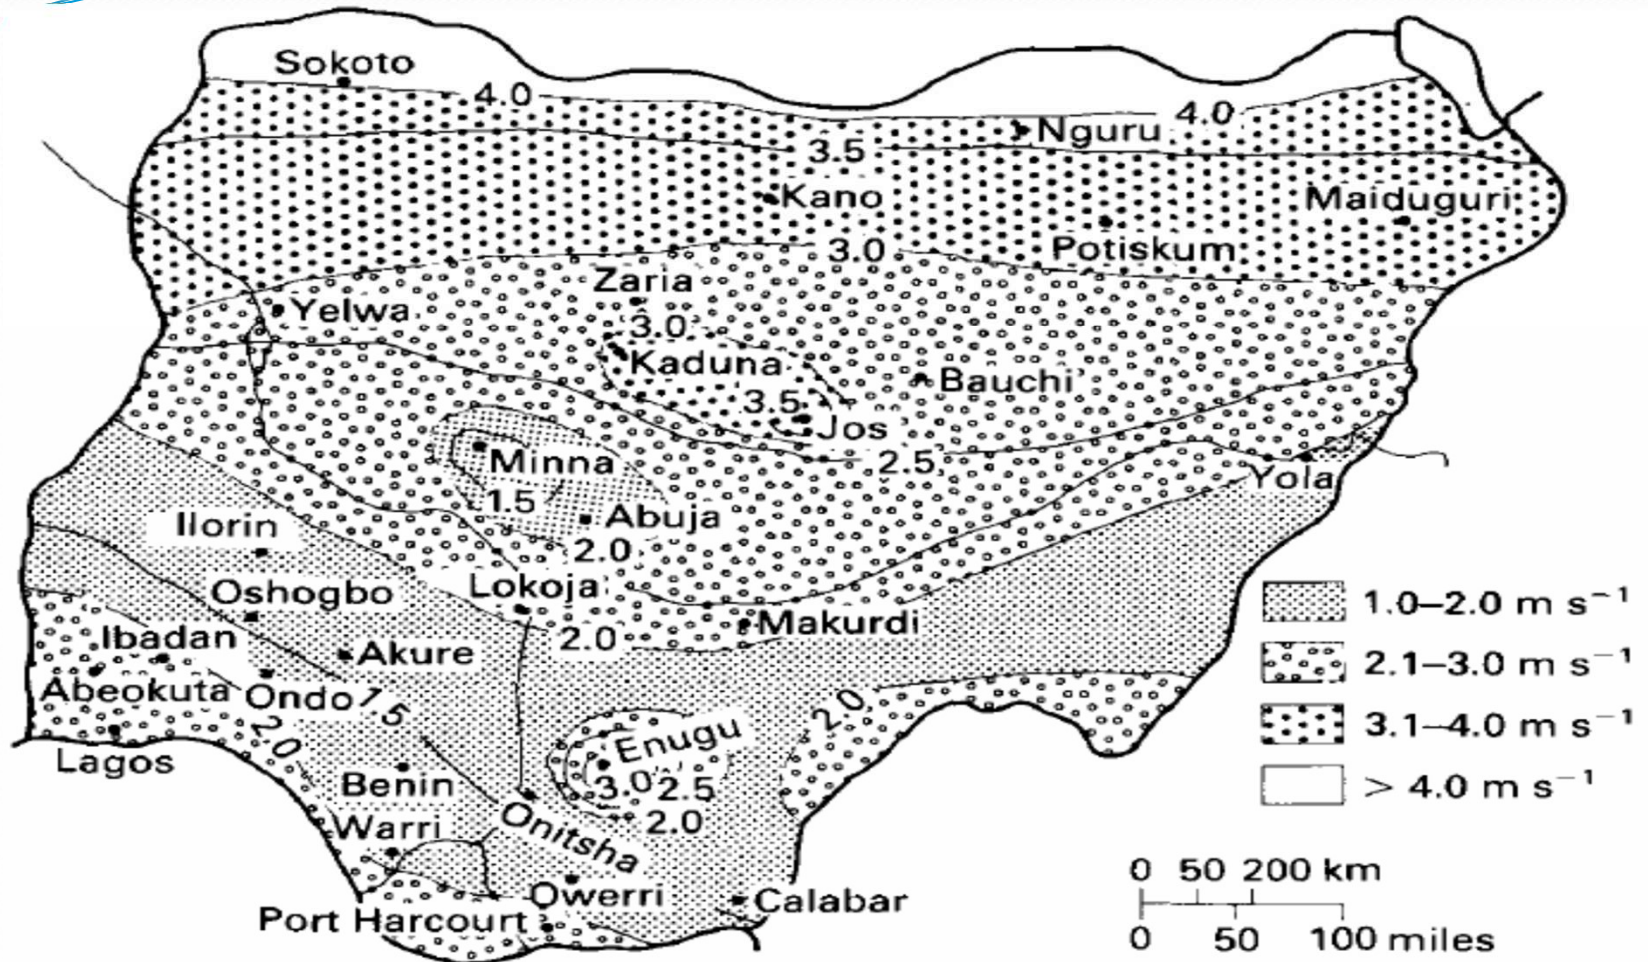 Sokoto
4.0
4.0
Nguru
3.5
Kano
Maiduguri
3.0
Potiskum
Zaria
Yelwa
3.0
Kaduna
Bauchi
3.5
Jos
2.5
Minna
Yola
1.5
Abuja
Ilorin
2.0
Lokoja
Oshogbo
Makurdi
Ibadan
2.0
Akure
Abeokuta
Ondo
1.5
2.0
2.0
Enugu
Lagos
3.0
2.5
Benin
2.0
Warri
Onitsha
Owerri
Calabar
Port Harcourt
1.0–2.0 m s⁻¹
2.1–3.0 m s⁻¹
3.1–4.0 m s⁻¹
> 4.0 m s⁻¹
0 50 200 km
0 50 100 miles